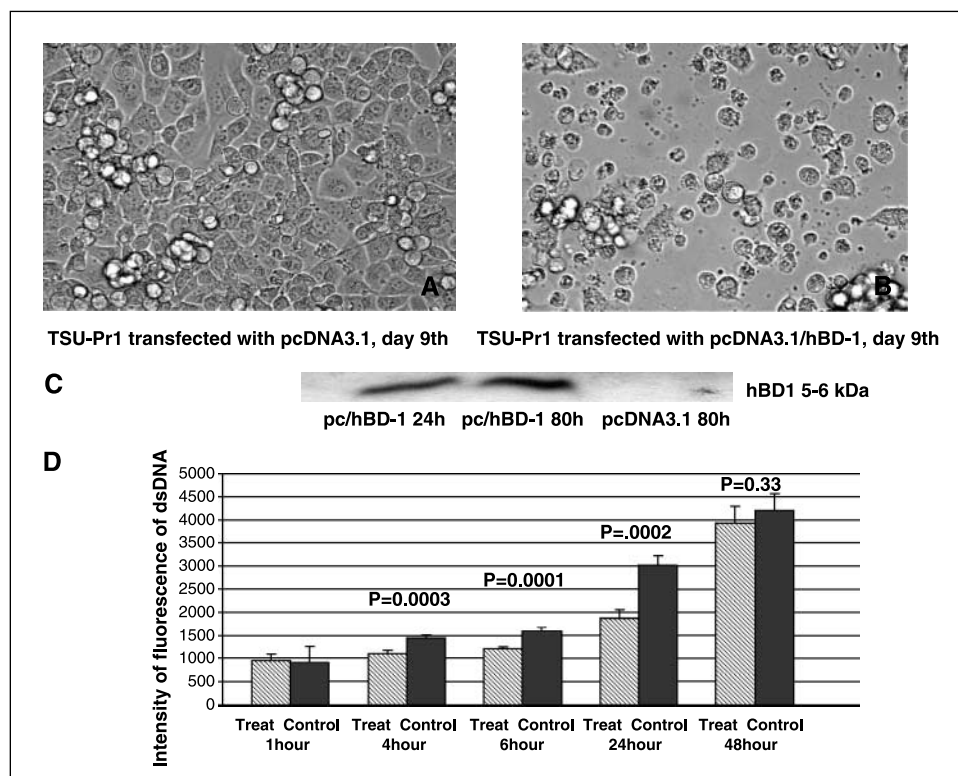 A
B
TSU-Pr1 transfected with pcDNA3.1, day 9th
TSU-Pr1 transfected with pcDNA3.1/hBD-1, day 9th
C
hBD1 5-6 kDa
pc/hBD-1 24h pc/hBD-1 80h pcDNA3.1 80h
D
Intensity of fluorescence of dsDNA
5000
4500
4000
3500
3000
2500
2000
1500
1000
500
0
P=0.0003
P=0.0001
P=.0002
P=0.33
Treat Control Treat Control Treat Control Treat Control Treat Control
1hour 4hour 6hour 24hour 48hour